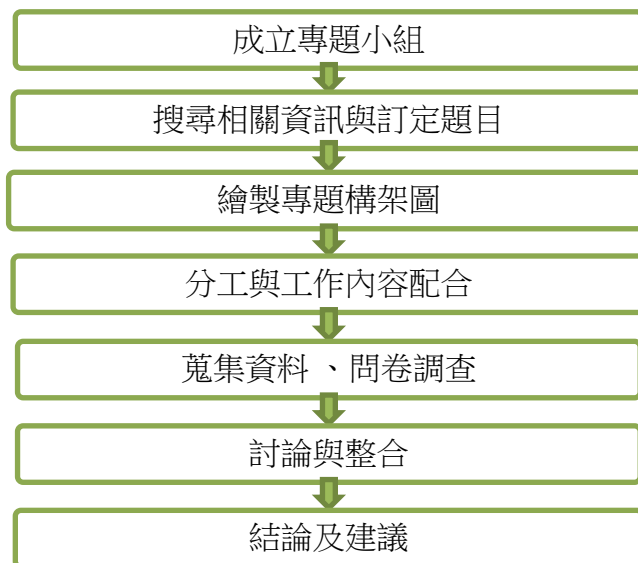 成立專題小組
搜尋相關資訊與訂定題目
繪製專題構架圖
分工與工作內容配合
蒐集資料 、問卷調查
討論與整合
結論及建議